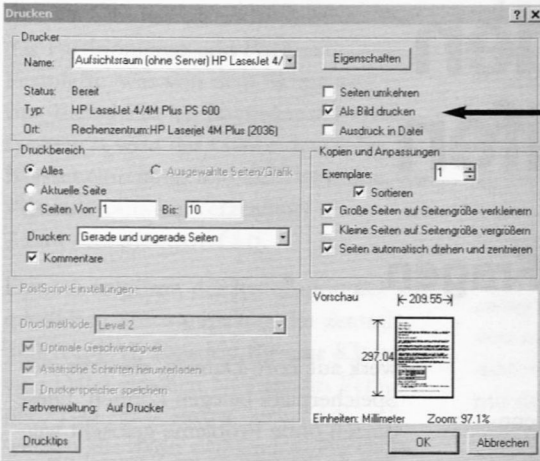 Drucken
Drucker
Name: Aufsichtsraum (ohne Server) HP LaserJet 4/
Eigenschaften
Status: Bereit
Seiten umkehren
Typ: HP LaserJet 4/4M Plus PS 600
Als Bild drucken
Ort: Rechenzentrum:HP Laserjet 4M Plus (2036)
Ausdruck in Datei
Druckbereich
Alles
Ausgewählte Seiten/Grafik
Aktuelle Seite
Seiten Von: 1 Bis: 10
Drucken: Gerade und ungerade Seiten
Kommentare
Kopien und Anpassungen
Exemplare: 1
Sortieren
Große Seiten auf Seitengröße verkleinern
Kleine Seiten auf Seitengröße vergrößern
Seiten automatisch drehen und zentrieren
PostScript-Einstellungen
Druckmethode: Level 2
Optimale Geschwindigkeit
Asiatische Schriften herunterladen
Druckerspeicher speichern
Farbverwaltung: Auf Drucker
Vorschau
209.55
297.04
Einheiten: Millimeter Zoom: 97.1%
Drucktips
OK
Abbrechen